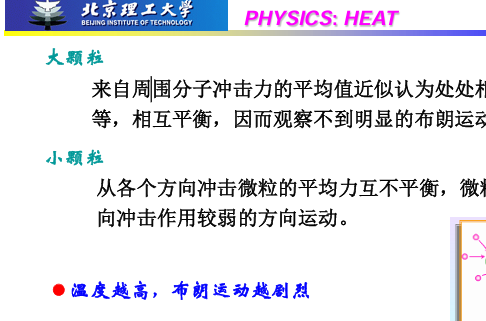 北京理工大学
BEIJING INSTITUTE OF TECHNOLOGY
PHYSICS: HEAT
大颗粒
来自周围分子冲击力的平均值近似认为处处相
等，相互平衡，因而观察不到明显的布朗运动
小颗粒
从各个方向冲击微粒的平均力互不平衡，微粒
向冲击作用较弱的方向运动。
温度越高，布朗运动越剧烈